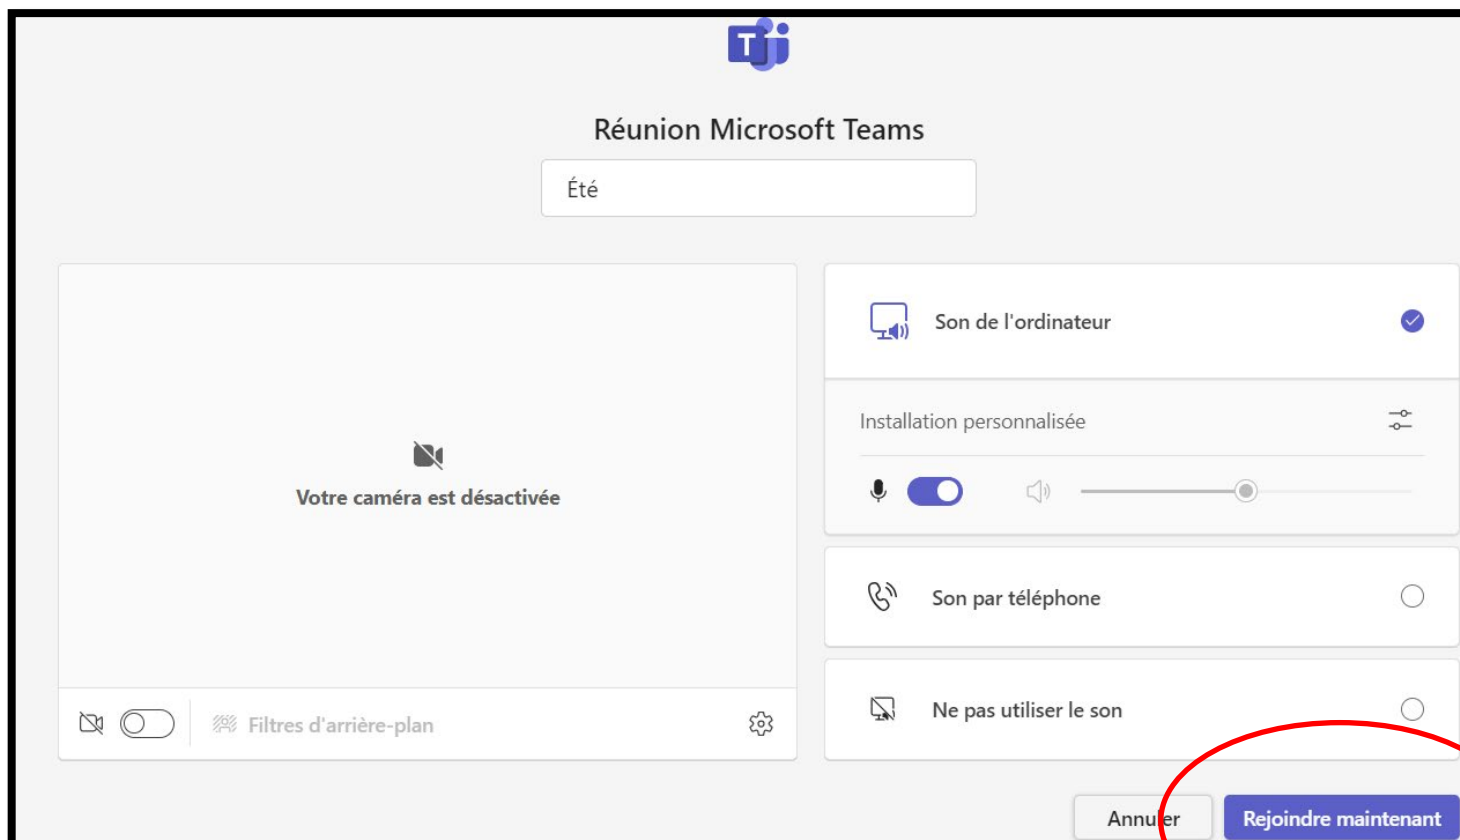 T
Réunion Microsoft Teams
Été
Son de l'ordinateur
Installation personnalisée
Votre caméra est désactivée
Son par téléphone
Filtres d'arrière-plan
Ne pas utiliser le son
Annuler
Rejoindre maintenant